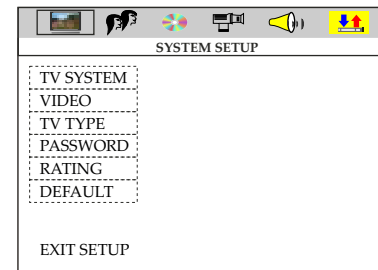 SYSTEM SETUP
TV SYSTEM
VIDEO
TV TYPE
PASSWORD
RATING
DEFAULT
EXIT SETUP